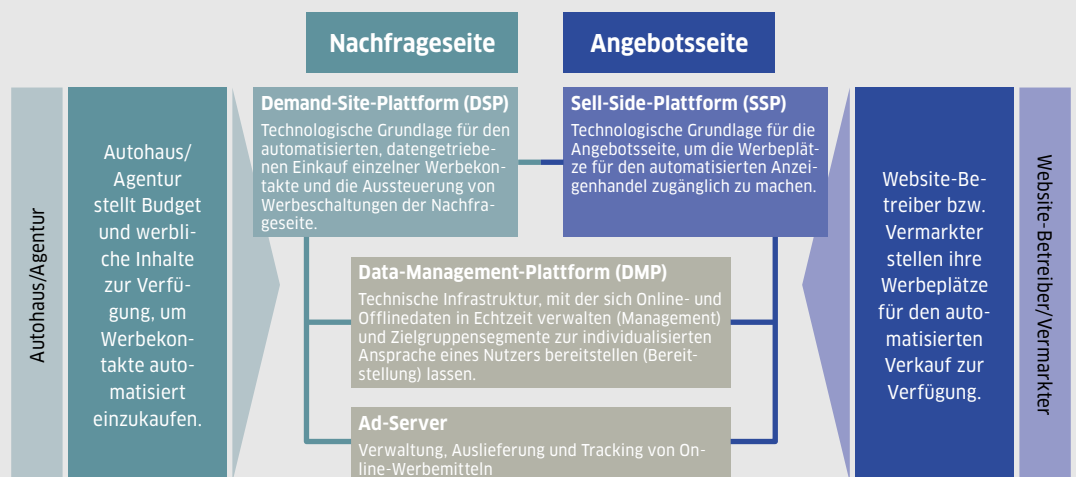 Nachfrageseite
Angebotsseite
Autohaus/Agentur
Autohaus/
Agentur
stellt Budget
und werbli-
che Inhalte
zur Verfü-
gung, um
Werbekon-
takte auto-
matisiert
einzukaufen.
Demand-Site-Plattform (DSP)
Technologische Grundlage für den
automatisierten, datengetriebe-
nen Einkauf einzelner Werbekon-
takte und die Aussteuerung von
Werbeschaltungen der Nachfra-
geseite.
Sell-Side-Plattform (SSP)
Technologische Grundlage für die
Angebotsseite, um die Werbeplät-
ze für den automatisierten Anzei-
genhandel zugänglich zu machen.
Data-Management-Plattform (DMP)
Technische Infrastruktur, mit der sich Online- und
Offlinedaten in Echtzeit verwalten (Management)
und Zielgruppensegmente zur individualisierten
Ansprache eines Nutzers bereitstellen (Bereit-
stellung) lassen.
Ad-Server
Verwaltung, Auslieferung und Tracking von On-
line-Werbemitteln
Website-Be-
treiber bzw.
Vermarkter
stellen ihre
Werbeplätze
für den auto-
matisierten
Verkauf zur
Verfügung.
Website-Betreiber/Vermarkter